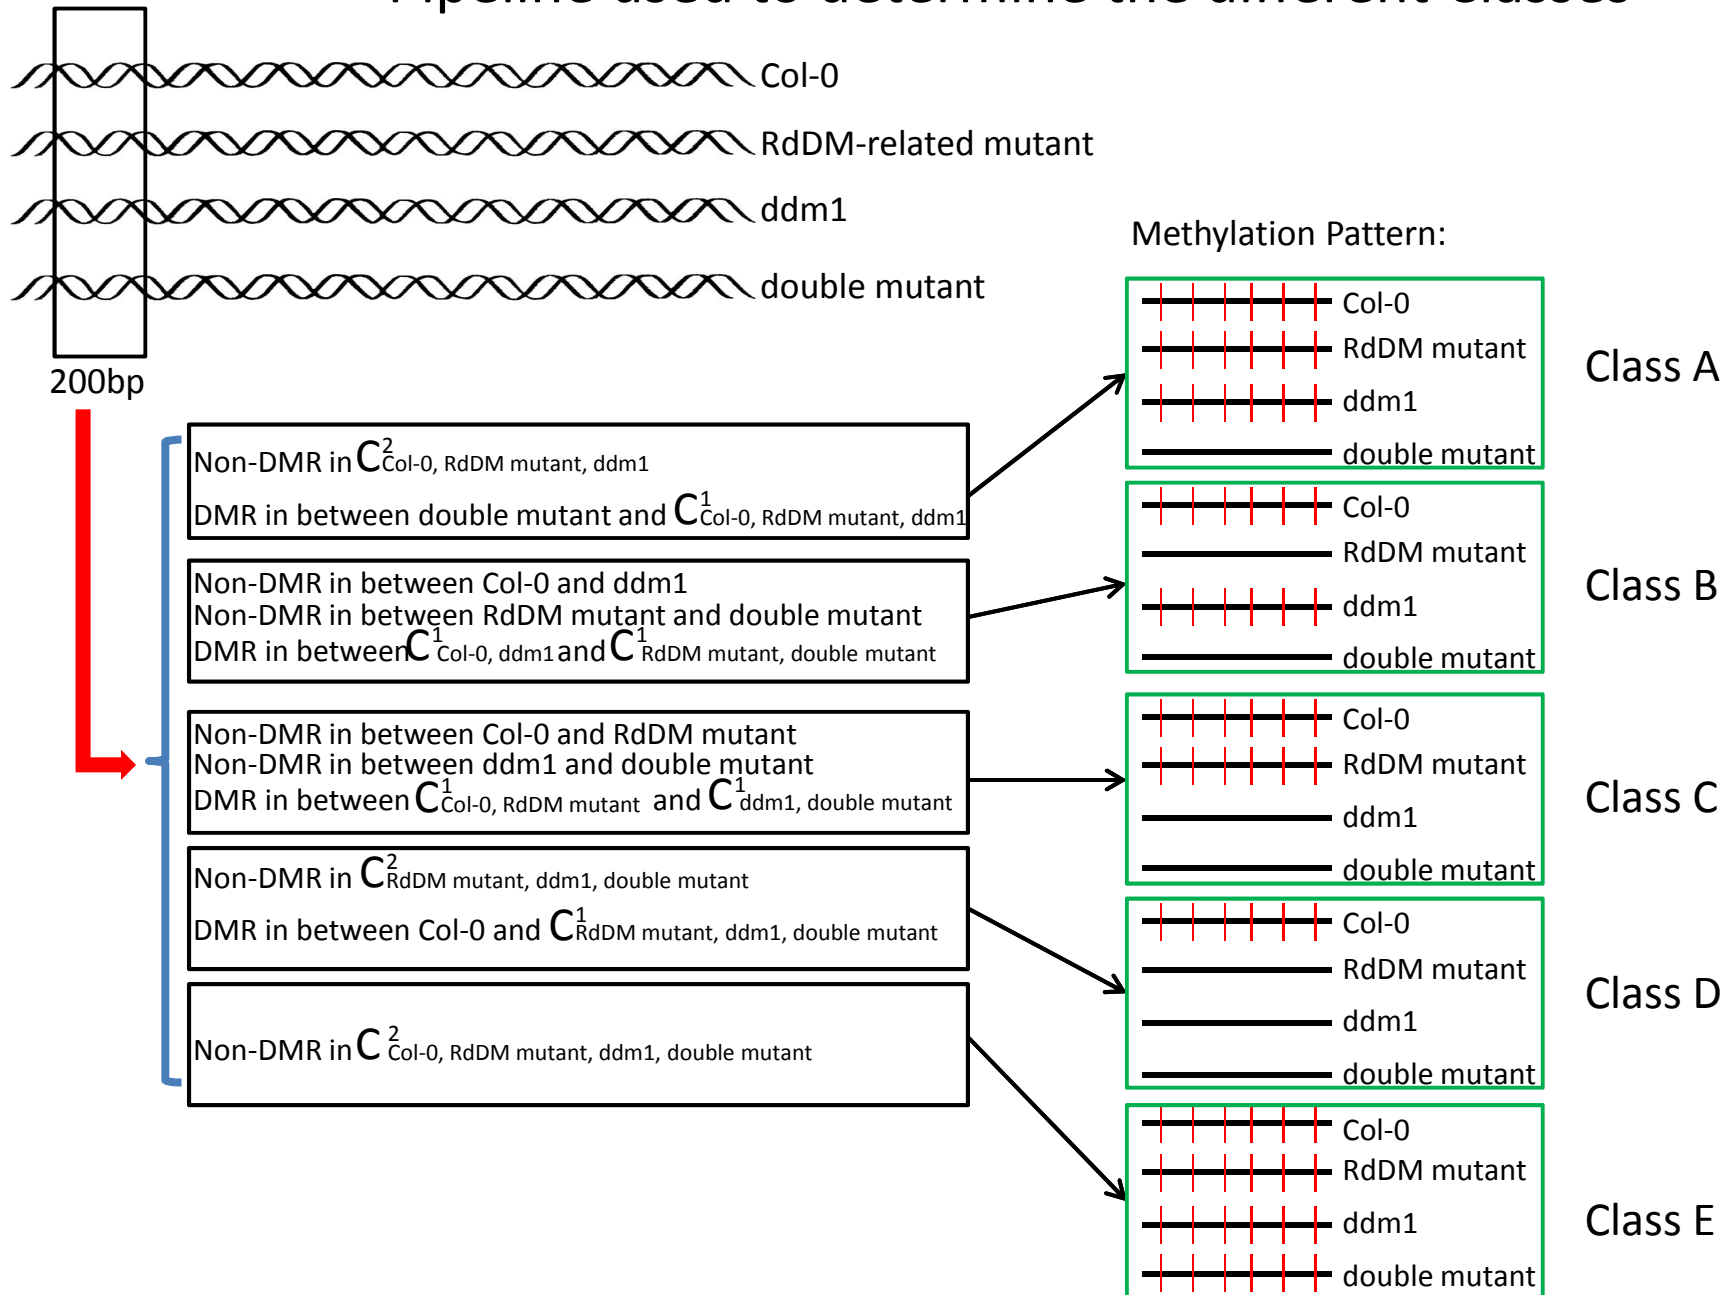 Pipeline used to determine the different Classes
Col-0
RdDM-related mutant
ddm1
double mutant
200bp
Methylation Pattern:
Non-DMR in C2Col-0, RdDM mutant, ddm1
DMR in between double mutant and C1Col-0, RdDM mutant, ddm1
Non-DMR in between Col-0 and ddm1
Non-DMR in between RdDM mutant and double mutant
DMR in between C1Col-0, ddm1 and C1RdDM mutant, double mutant
Non-DMR in between Col-0 and RdDM mutant
Non-DMR in between ddm1 and double mutant
DMR in between C1Col-0, RdDM mutant and C1ddm1, double mutant
Non-DMR in C2RdDM mutant, ddm1, double mutant
DMR in between Col-0 and C1RdDM mutant, ddm1, double mutant
Non-DMR in C2Col-0, RdDM mutant, ddm1, double mutant
Col-0
RdDM mutant
ddm1
double mutant
Class A
Col-0
RdDM mutant
ddm1
double mutant
Class B
Col-0
RdDM mutant
ddm1
double mutant
Class C
Col-0
RdDM mutant
ddm1
double mutant
Class D
Col-0
RdDM mutant
ddm1
double mutant
Class E